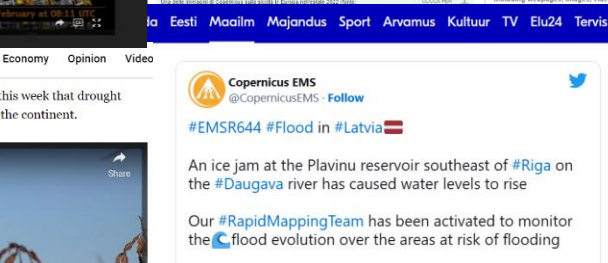 ebruary at 08:11 UTC
Economy Opinion Video
this week that drought
the continent.
Share
da Eesti Maailm Majandus Sport Arvamus Kultuur TV Elu24 Tervis
Copernicus EMS
@CopernicusEMS · Follow
#EMSR644 #Flood in #Latvia
An ice jam at the Plavinu reservoir southeast of #Riga on
the #Daugava river has caused water levels to rise
Our #RapidMappingTeam has been activated to monitor
the flood evolution over the areas at risk of flooding